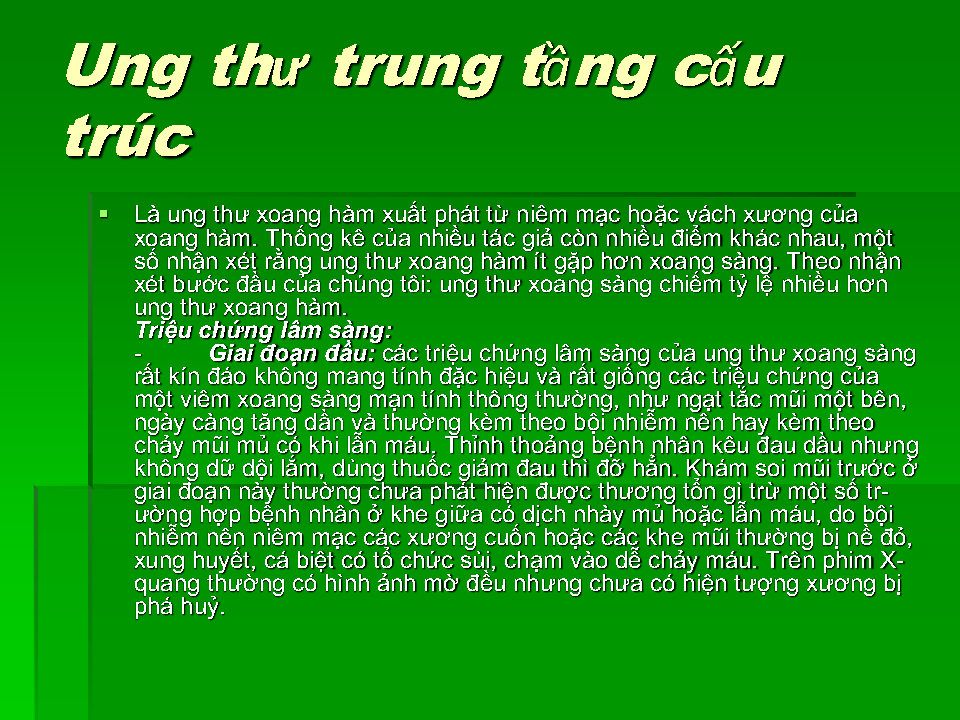 Ung thư trung tầng cấu
trúc
Là ung thư xoang hàm xuất phát từ niêm mạc hoặc vách xương của
xoang hàm. Thống kê của nhiều tác giả còn nhiều điểm khác nhau, một
số nhận xét rằng ung thư xoang hàm ít gặp hơn xoang sàng. Theo nhận
xét bước đầu của chúng tôi: ung thư xoang sàng chiếm tỷ lệ nhiều hơn
ung thư xoang hàm.
Triệu chứng lâm sàng:
- Giai đoạn đầu: các triệu chứng lâm sàng của ung thư xoang sàng
rất kín đáo không mang tính đặc hiệu và rất giống các triệu chứng của
một viêm xoang sàng mạn tính thông thường, như ngạt tắc mũi một bên,
ngày càng tăng dần và thường kèm theo bội nhiễm nên hay kèm theo
chảy mũi mủ có khi lẫn máu. Thỉnh thoảng bệnh nhân kêu đau dầu nhưng
không dữ dội lắm, dùng thuốc giảm đau thì đỡ hẳn. Khám soi mũi trước ở
giai đoạn này thường chưa phát hiện được thương tổn gì trừ một số tr-
ường hợp bệnh nhân ở khe giữa có dịch nhày mủ hoặc lẫn máu, do bội
nhiễm nên niêm mạc các xương cuốn hoặc các khe mũi thường bị nề đỏ,
xung huyết, cá biệt có tổ chức sùi, chạm vào dễ chảy máu. Trên phim X-
quang thường có hình ảnh mờ đều nhưng chưa có hiện tượng xương bị
phá huỷ.